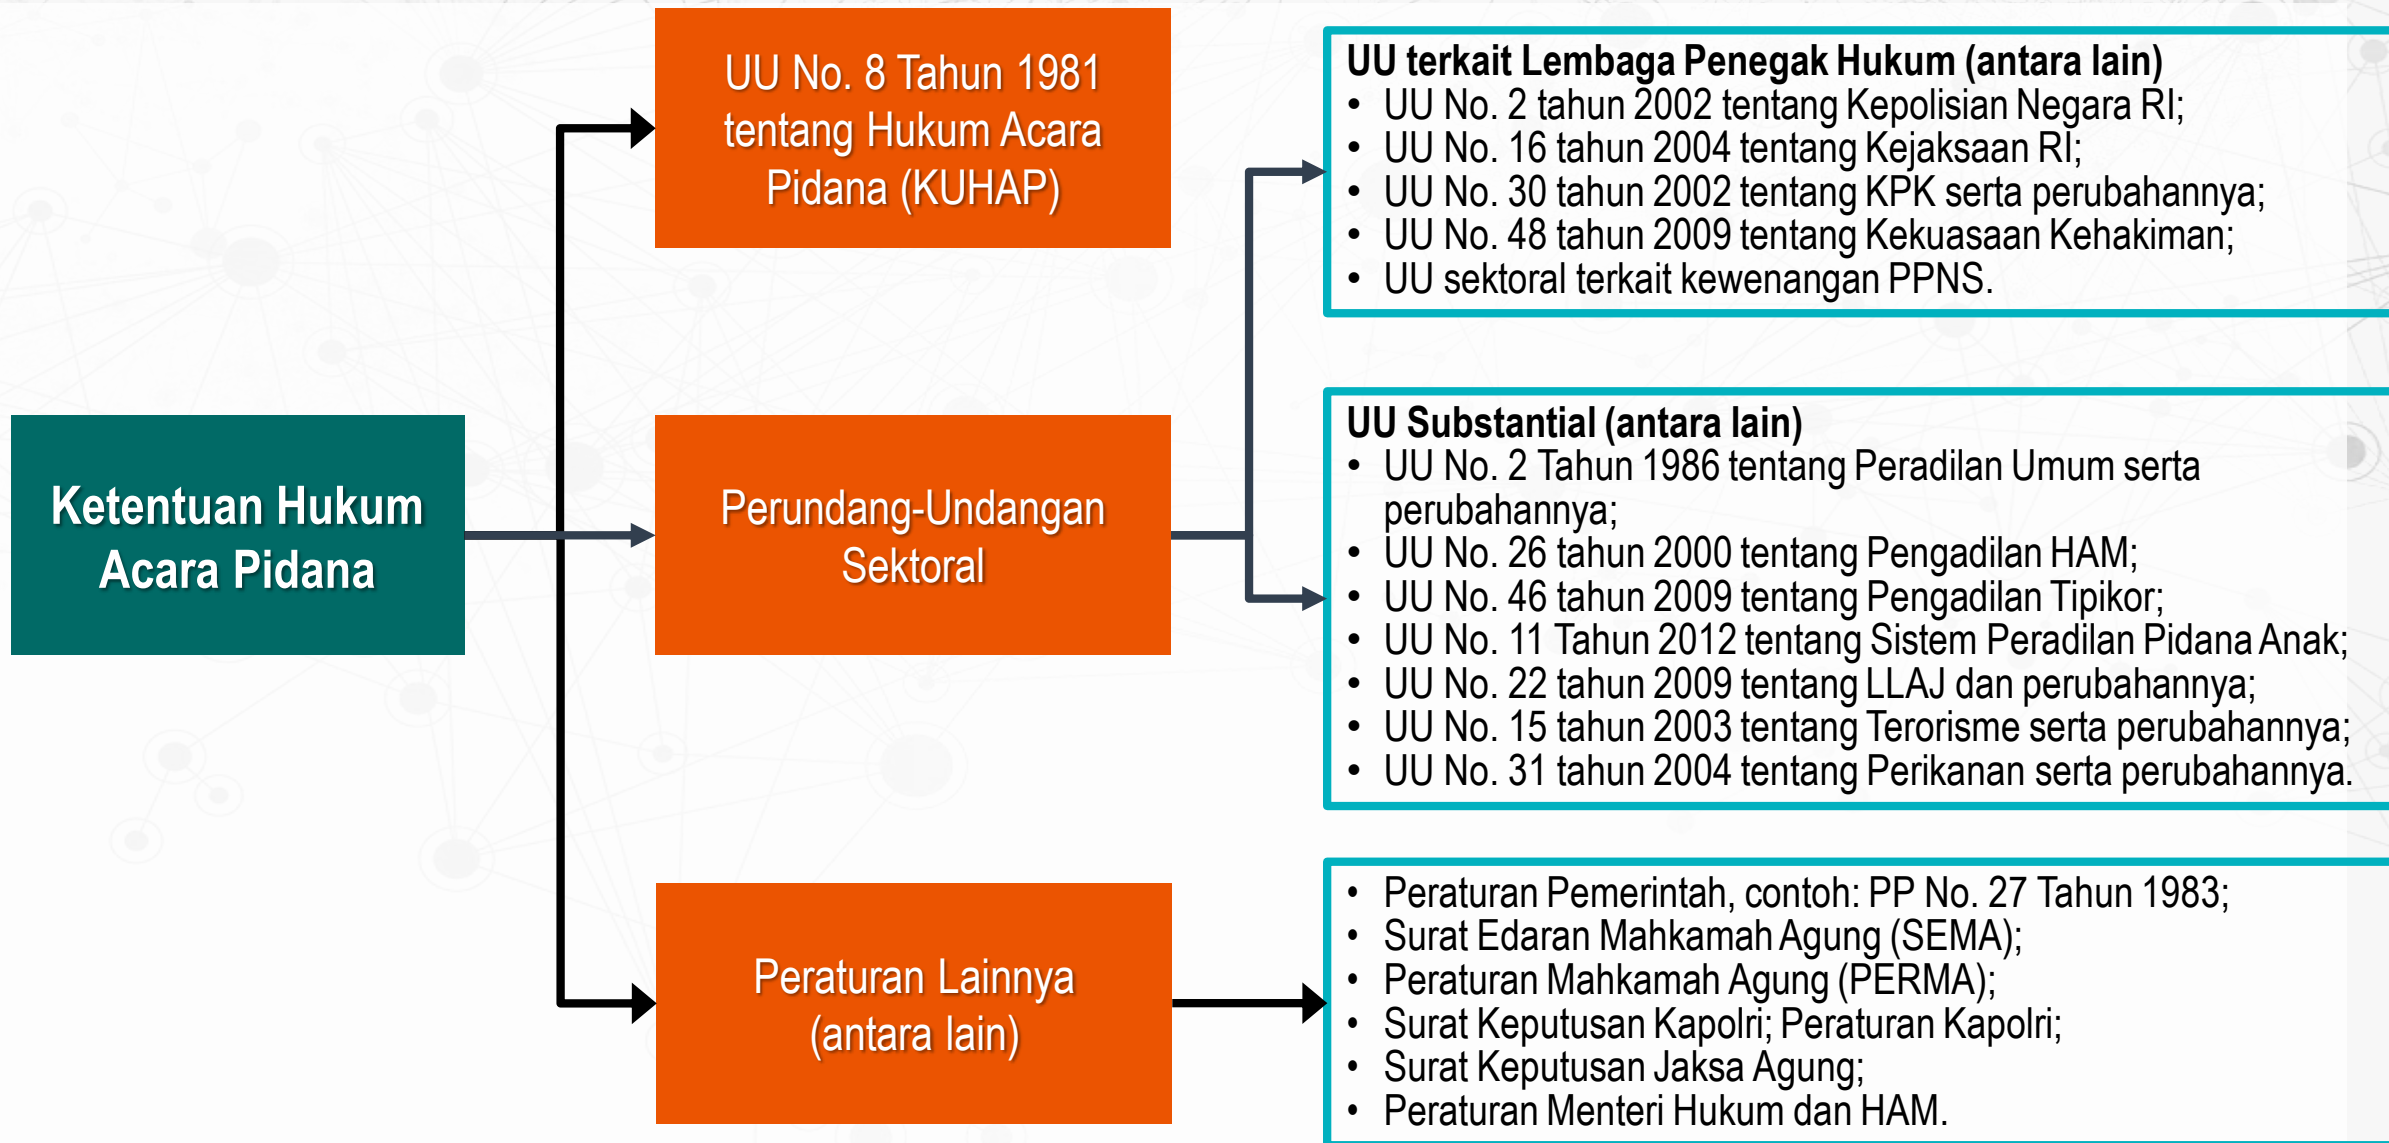 Ketentuan Hukum
Acara Pidana
UU No. 8 Tahun 1981
tentang Hukum Acara
Pidana (KUHAP)
Perundang-Undangan
Sektoral
Peraturan Lainnya
(antara lain)
UU terkait Lembaga Penegak Hukum (antara lain)
• UU No. 2 tahun 2002 tentang Kepolisian Negara RI;
• UU No. 16 tahun 2004 tentang Kejaksaan RI;
• UU No. 30 tahun 2002 tentang KPK serta perubahannya;
• UU No. 48 tahun 2009 tentang Kekuasaan Kehakiman;
• UU sektoral terkait kewenangan PPNS.
UU Substantial (antara lain)
• UU No. 2 Tahun 1986 tentang Peradilan Umum serta
perubahannya;
• UU No. 26 tahun 2000 tentang Pengadilan HAM;
• UU No. 46 tahun 2009 tentang Pengadilan Tipikor;
• UU No. 11 Tahun 2012 tentang Sistem Peradilan Pidana Anak;
• UU No. 22 tahun 2009 tentang LLAJ dan perubahannya;
• UU No. 15 tahun 2003 tentang Terorisme serta perubahannya;
• UU No. 31 tahun 2004 tentang Perikanan serta perubahannya.
• Peraturan Pemerintah, contoh: PP No. 27 Tahun 1983;
• Surat Edaran Mahkamah Agung (SEMA);
• Peraturan Mahkamah Agung (PERMA);
• Surat Keputusan Kapolri; Peraturan Kapolri;
• Surat Keputusan Jaksa Agung;
• Peraturan Menteri Hukum dan HAM.